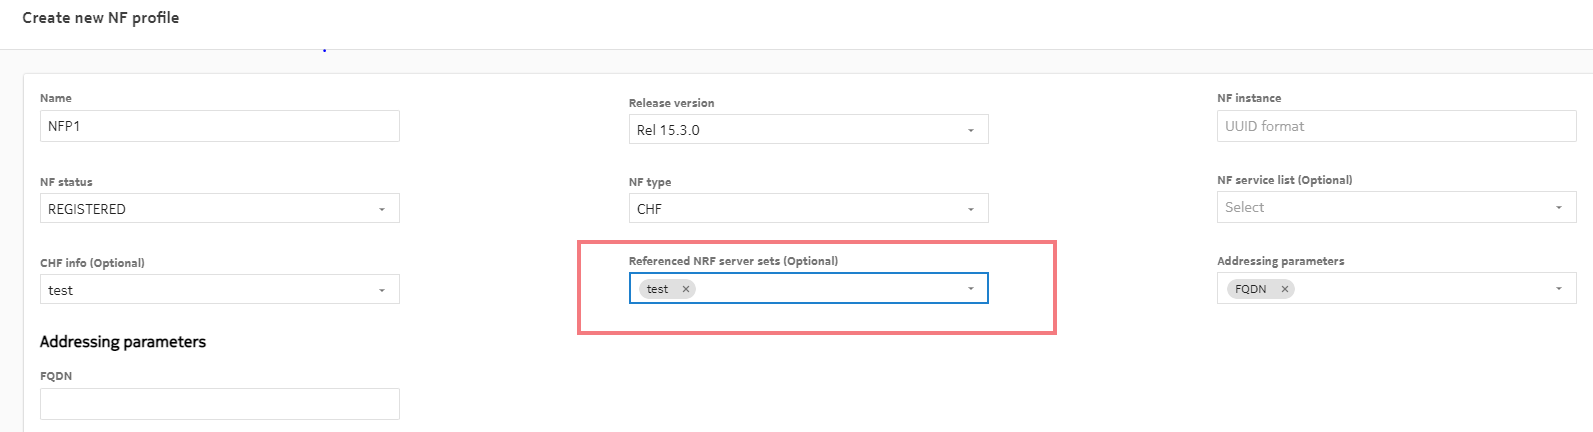 Create new NF profile
Name
Release version
NF instance
NFP1
Rel 15.3.0
UUID format
NF status
NF type
NF service list (Optional)
REGISTERED
CHF
Select
CHF info (Optional)
Referenced NRF server sets (Optional)
Addressing parameters
test
test ×
FQDN ×
Addressing parameters
FQDN